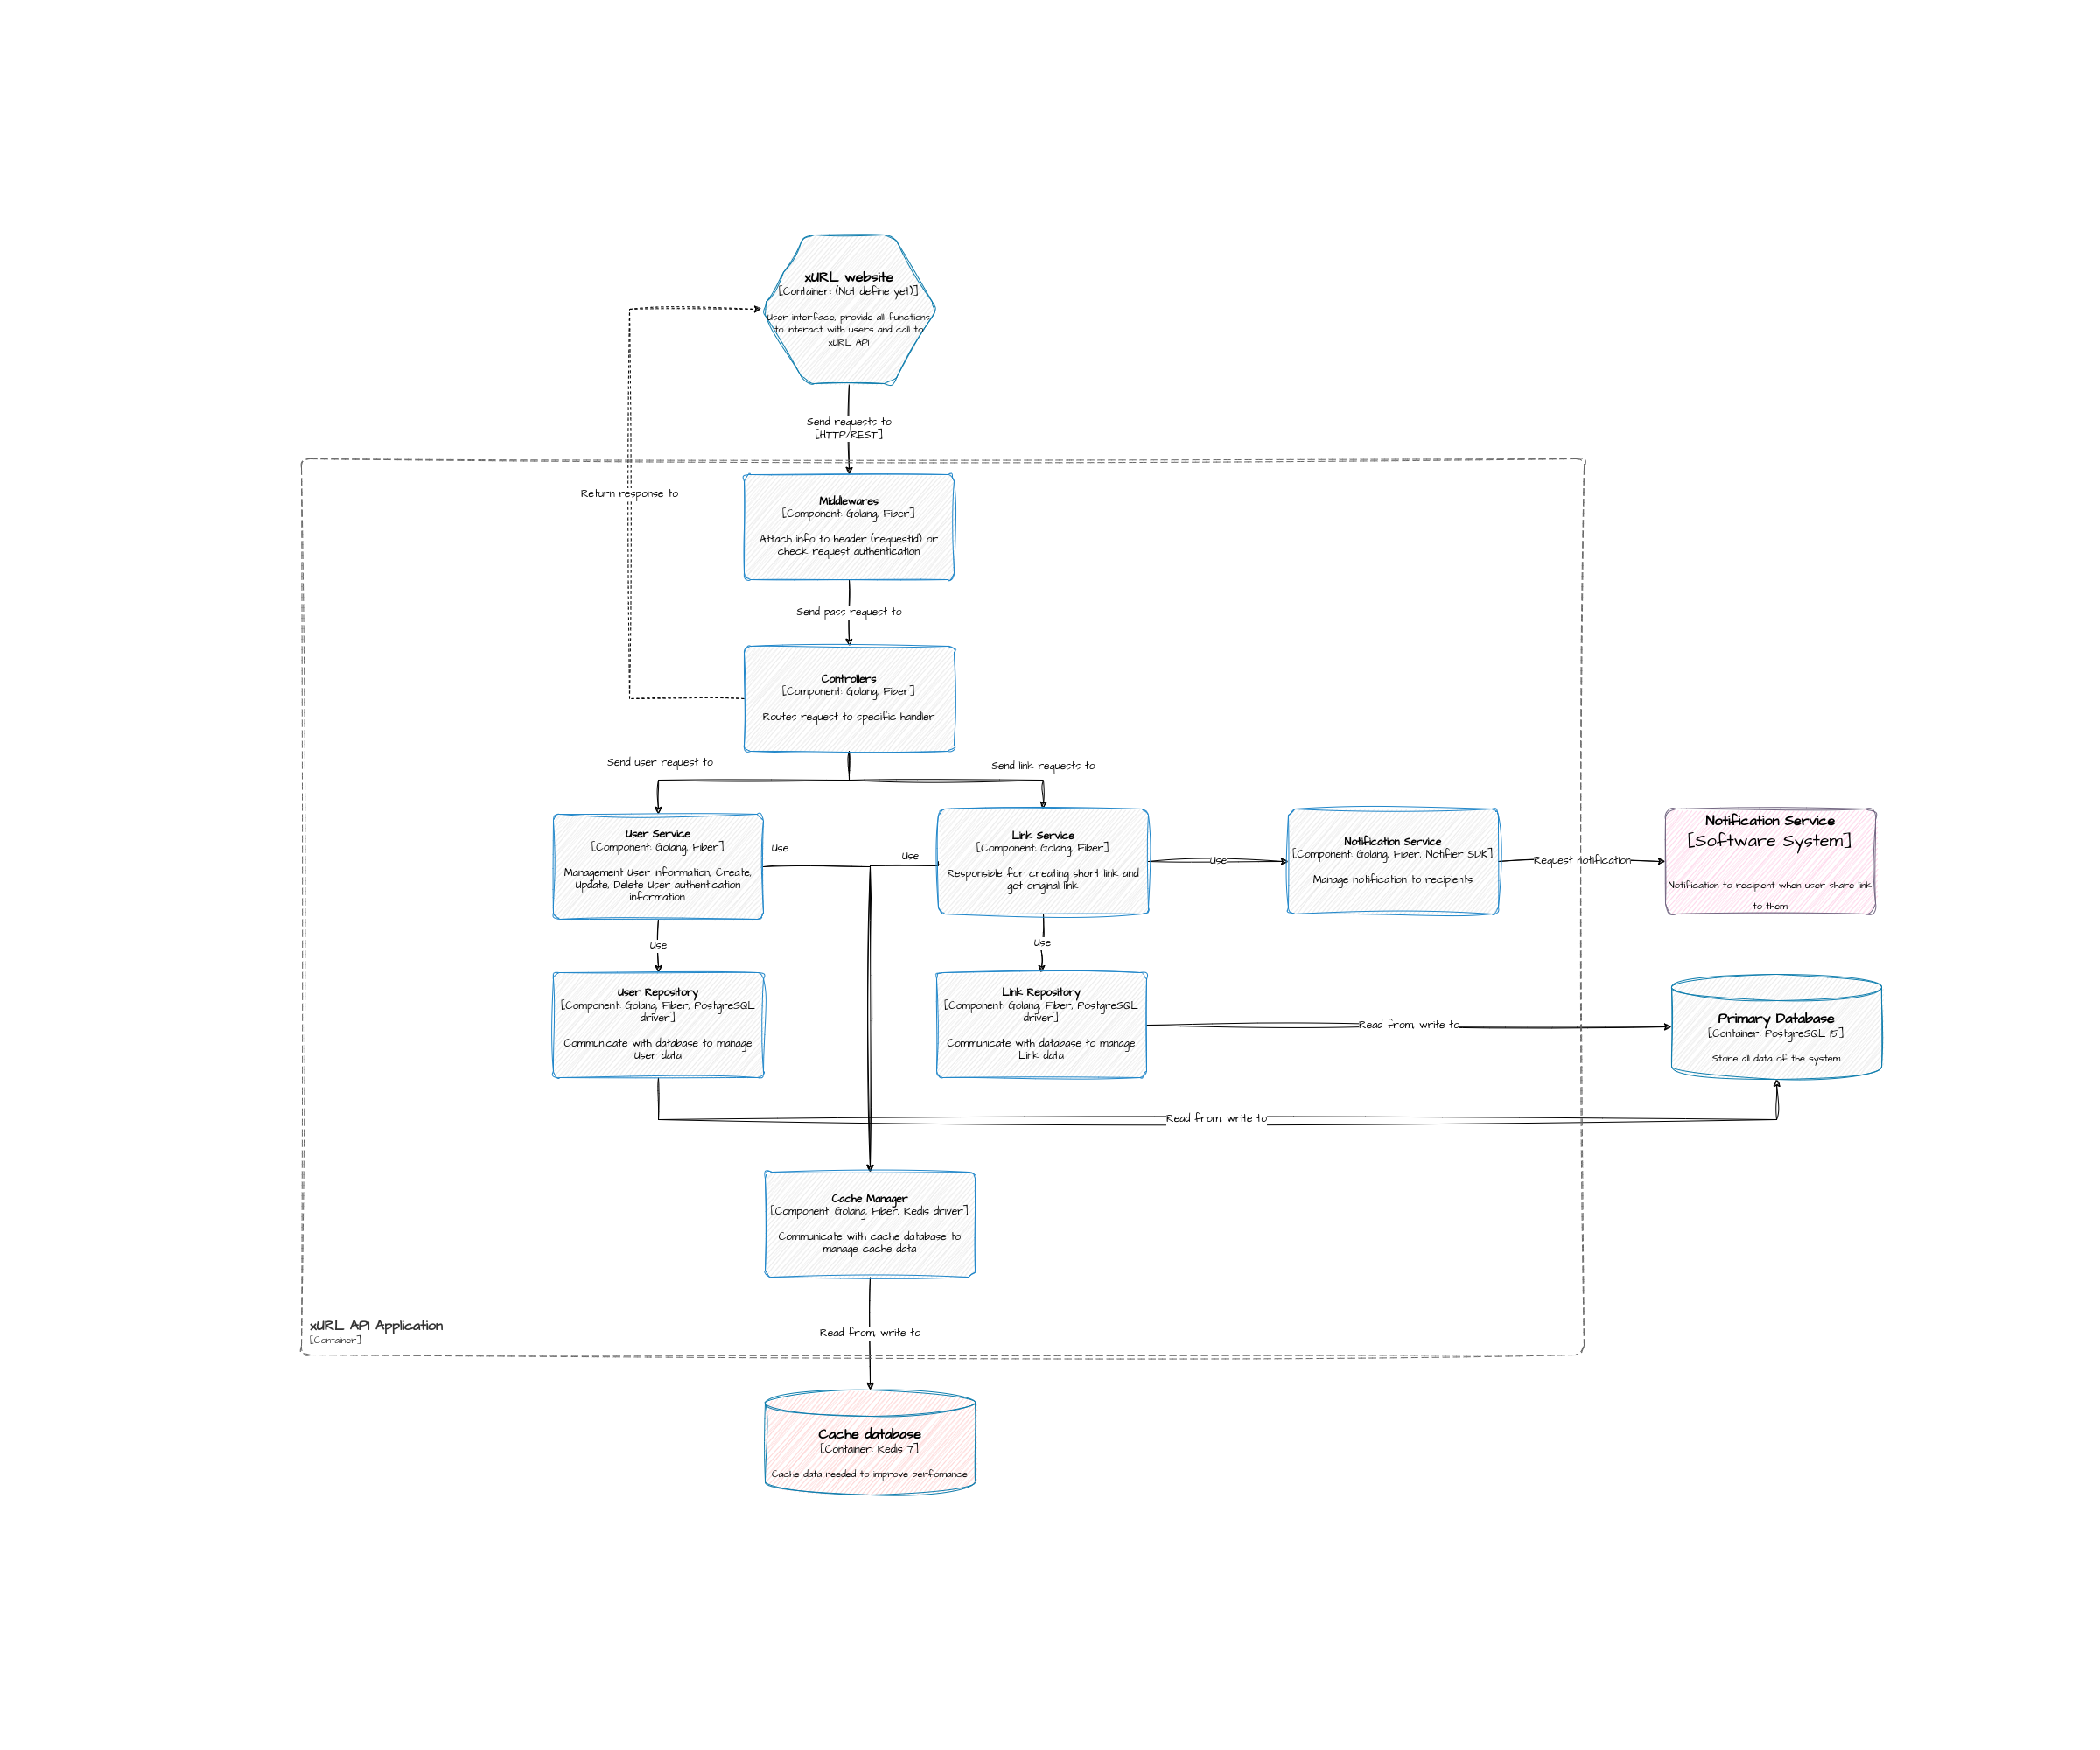 xURL website
[Container: (Not define yet)]
User interface, provide all functions
to interact with users and call to
xURL API
Send requests to
[HTTP/REST]
Return response to
Middlewares
[Component: Golang, Fiber]
Attach info to header (requestId) or
check request authentication
Send pass request to
Controllers
[Component: Golang, Fiber]
Routes request to specific handler
Send user request to
Send link requests to
User Service
[Component: Golang, Fiber]
Management User information, Create,
Update, Delete User authentication
information.
Use
Use
Link Service
[Component: Golang, Fiber]
Responsible for creating short link and
get original link
Use
Notification Service
[Component: Golang, Fiber, Notifier SDK]
Manage notification to recipients
Request notification
Notification Service
[Software System]
Notification to recipient when user share link
to them
Use
Use
User Repository
[Component: Golang, Fiber, PostgreSQL
driver]
Communicate with database to manage
User data
Link Repository
[Component: Golang, Fiber, PostgreSQL
driver]
Communicate with database to manage
Link data
Read from, write to
Primary Database
[Container: PostgreSQL 15]
Store all data of the system
Read from, write to
Cache Manager
[Component: Golang, Fiber, Redis driver]
Communicate with cache database to
manage cache data
xURL API Application
[Container]
Read from, write to
Cache database
[Container: Redis 7]
Cache data needed to improve perfomance